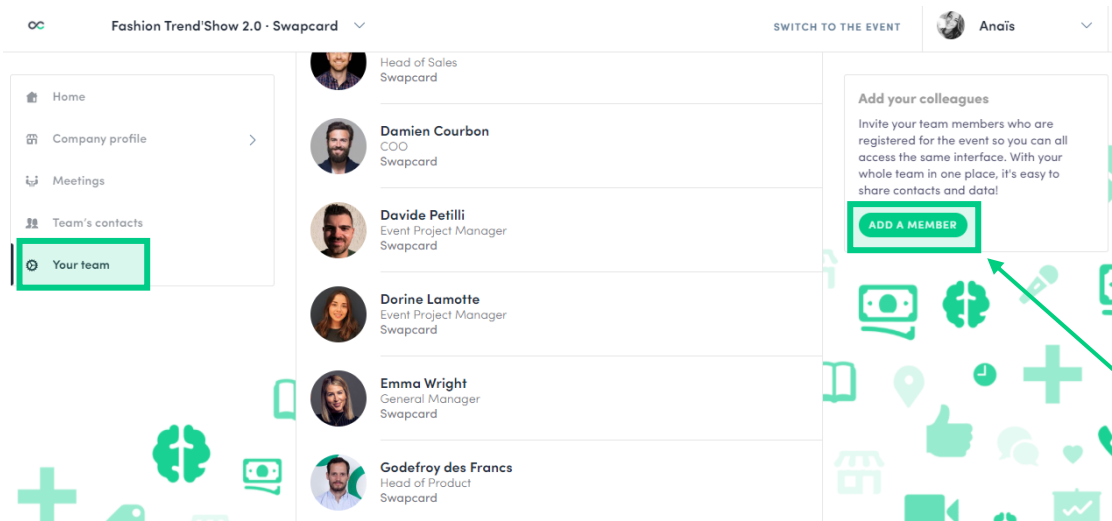 Fashion Trend'Show 2.0 · Swapcard
SWITCH TO THE EVENT
Anaïs
Home
Company profile
Meetings
Team's contacts
Your team
Head of Sales
Swapcard
Damien Courbon
COO
Swapcard
Davide Petilli
Event Project Manager
Swapcard
Dorine Lamotte
Event Project Manager
Swapcard
Emma Wright
General Manager
Swapcard
Godefroy des Francs
Head of Product
Swapcard
Add your colleagues
Invite your team members who are
registered for the event so you can all
access the same interface. With your
whole team in one place, it's easy to
share contacts and data!
ADD A MEMBER